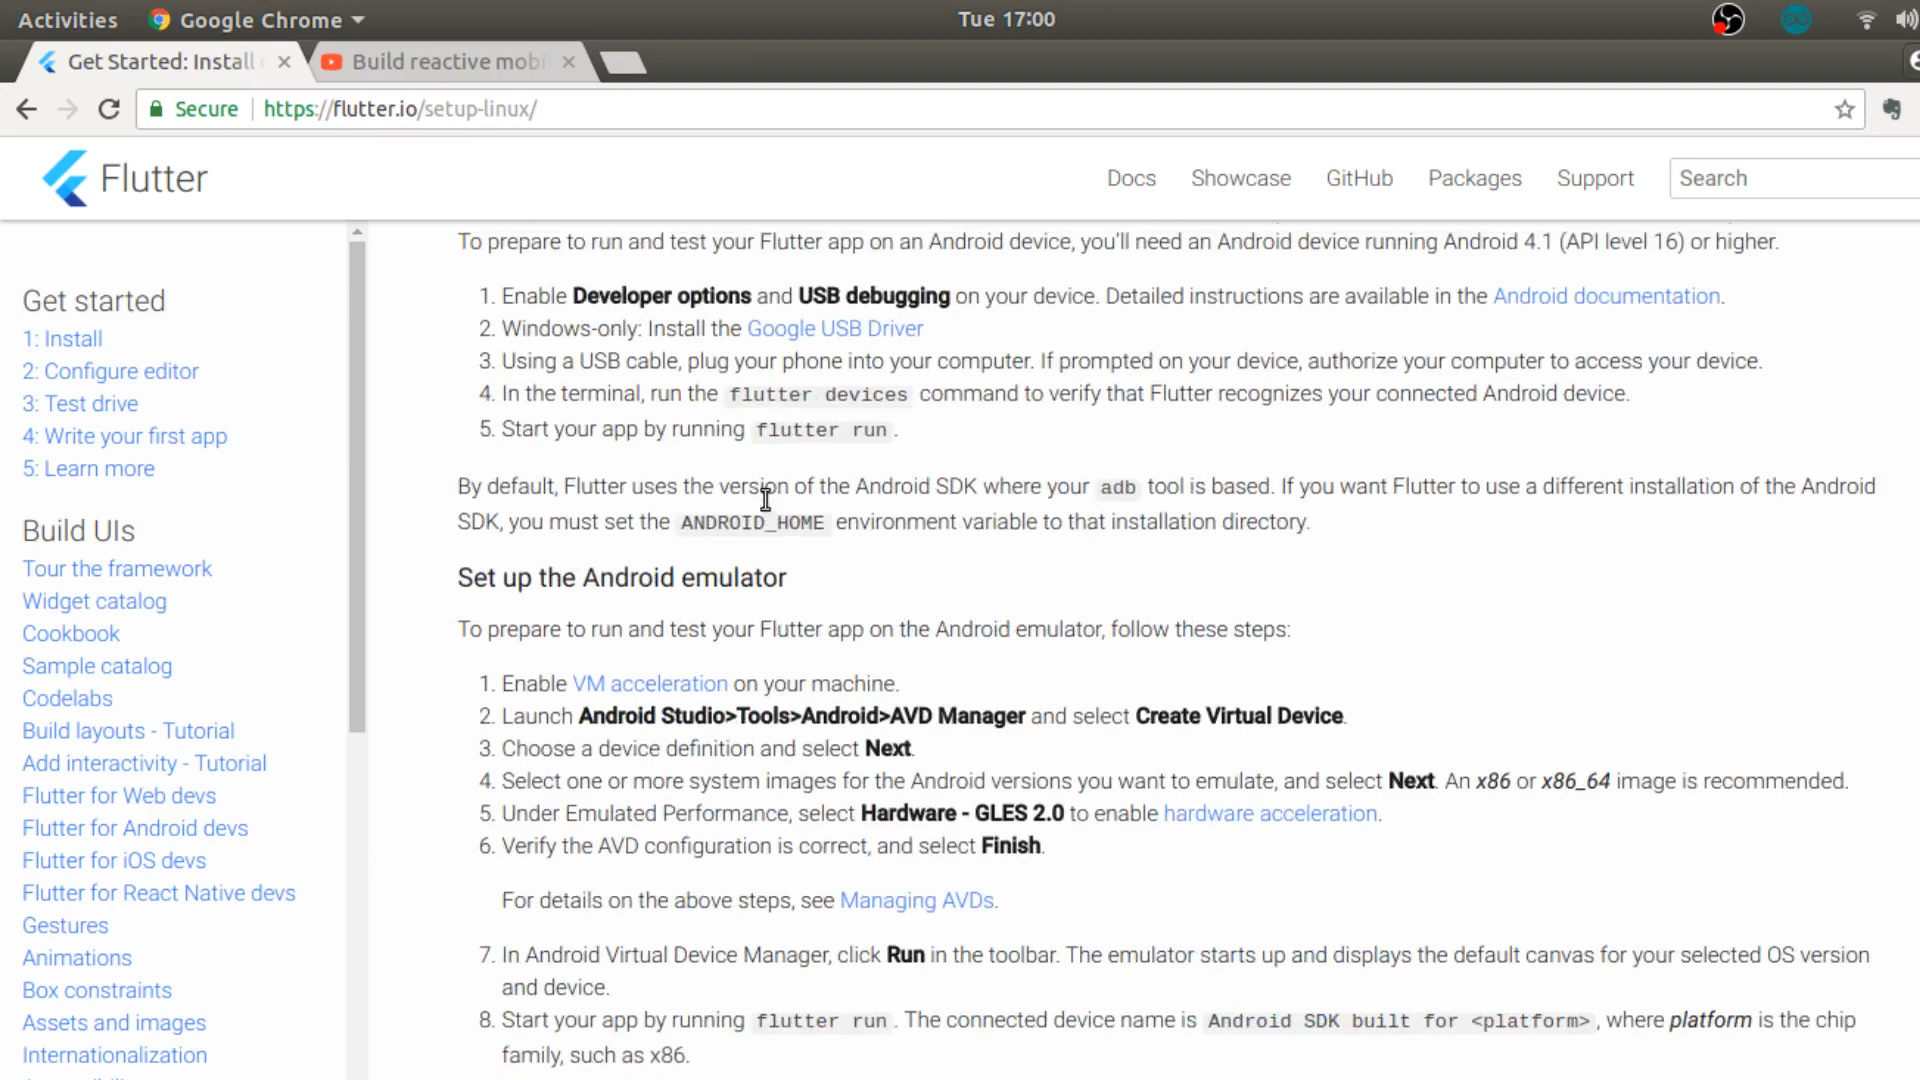 Activities Google Chrome Tue 17:00
Get Started: Install Build reactive mobi
Secure https://flutter.io/setup-linux/
Flutter Docs Showcase GitHub Packages Support Search
Get started
1: Install
2: Configure editor
3: Test drive
4: Write your first app
5: Learn more
Build UIs
Tour the framework
Widget catalog
Cookbook
Sample catalog
Codelabs
Build layouts - Tutorial
Add interactivity - Tutorial
Flutter for Web devs
Flutter for Android devs
Flutter for iOS devs
Flutter for React Native devs
Gestures
Animations
Box constraints
Assets and images
Internationalization
To prepare to run and test your Flutter app on an Android device, you'll need an Android device running Android 4.1 (API level 16) or higher.
1. Enable Developer options and USB debugging on your device. Detailed instructions are available in the Android documentation.
2. Windows-only: Install the Google USB Driver
3. Using a USB cable, plug your phone into your computer. If prompted on your device, authorize your computer to access your device.
4. In the terminal, run the flutter devices command to verify that Flutter recognizes your connected Android device.
5. Start your app by running flutter run.
By default, Flutter uses the version of the Android SDK where your adb tool is based. If you want Flutter to use a different installation of the Android
SDK, you must set the ANDROID_HOME environment variable to that installation directory.
Set up the Android emulator
To prepare to run and test your Flutter app on the Android emulator, follow these steps:
1. Enable VM acceleration on your machine.
2. Launch Android Studio>Tools>Android>AVD Manager and select Create Virtual Device.
3. Choose a device definition and select Next.
4. Select one or more system images for the Android versions you want to emulate, and select Next. An x86 or x86_64 image is recommended.
5. Under Emulated Performance, select Hardware - GLES 2.0 to enable hardware acceleration.
6. Verify the AVD configuration is correct, and select Finish.
For details on the above steps, see Managing AVDs.
7. In Android Virtual Device Manager, click Run in the toolbar. The emulator starts up and displays the default canvas for your selected OS version
and device.
8. Start your app by running flutter run. The connected device name is Android SDK built for <platform>, where platform is the chip
family, such as x86.